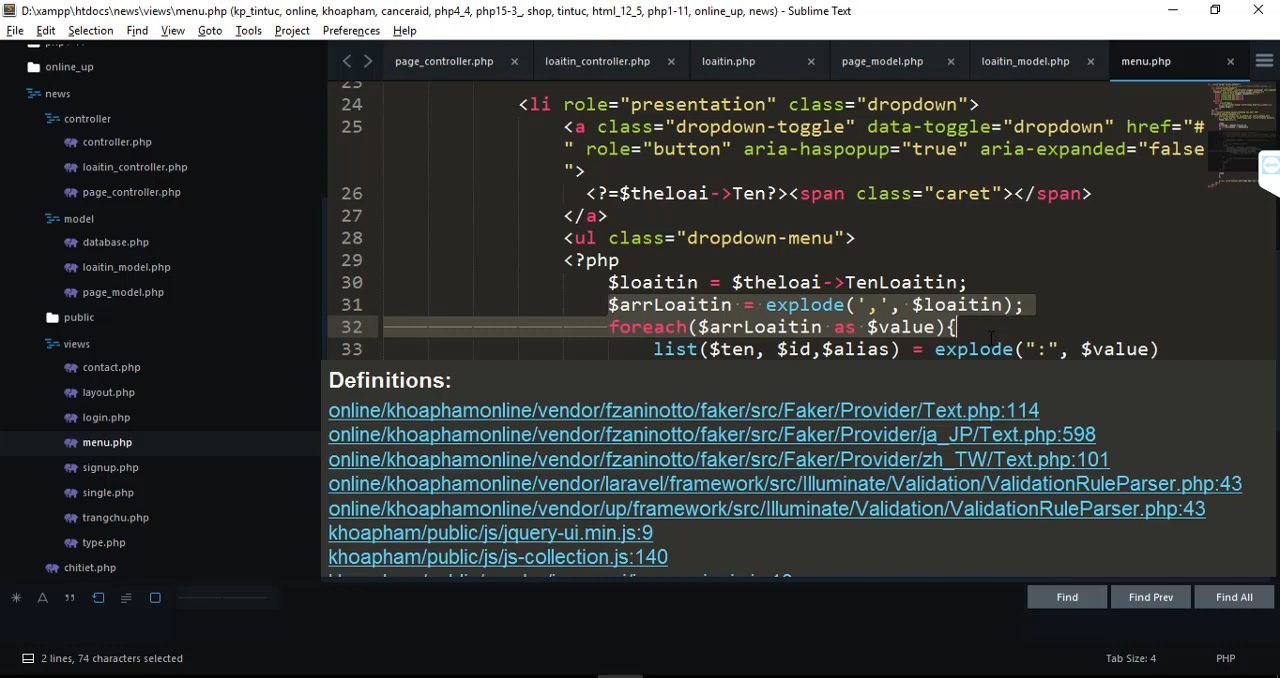 D:\xampp\htdocs\news\views\menu.php (kp_tintuc, online, khoapham, canceraid, php4_4, php15-3_, shop, tintuc, html_12_5, php1-11, online_up, news) - Sublime Text
File Edit Selection Find View Goto Tools Project Preferences Help
page_controller.php
loaitin_controller.php
loaitin.php
page_model.php
loaitin_model.php
menu.php
online_up
news
controller
controller.php
loaitin_controller.php
page_controller.php
model
database.php
loaitin_model.php
page_model.php
public
views
contact.php
layout.php
login.php
menu.php
signup.php
single.php
trangchu.php
type.php
chitiet.php
23
24 <li role="presentation" class="dropdown">
25 <a class="dropdown-toggle" data-toggle="dropdown" href="#
" role="button" aria-haspopup="true" aria-expanded="false
">
26 <?=$theloai->Ten?><span class="caret"></span>
27 </a>
28 <ul class="dropdown-menu">
29 <?php
30 $loaitin = $theloai->TenLoaitin;
31 $arrLoaitin = explode(',', $loaitin);
32 foreach($arrLoaitin as $value){
33 list($ten, $id,$alias) = explode(":", $value)
Definitions:
online/khoaphamonline/vendor/fzaninotto/faker/src/Faker/Provider/Text.php:114
online/khoaphamonline/vendor/fzaninotto/faker/src/Faker/Provider/ja_JP/Text.php:598
online/khoaphamonline/vendor/fzaninotto/faker/src/Faker/Provider/zh_TW/Text.php:101
online/khoaphamonline/vendor/laravel/framework/src/Illuminate/Validation/ValidationRuleParser.php:43
online/khoaphamonline/vendor/up/framework/src/Illuminate/Validation/ValidationRuleParser.php:43
khoapham/public/js/jquery-ui.min.js:9
khoapham/public/js/js-collection.js:140
Find Find Prev Find All
2 lines, 74 characters selected
Tab Size: 4 PHP